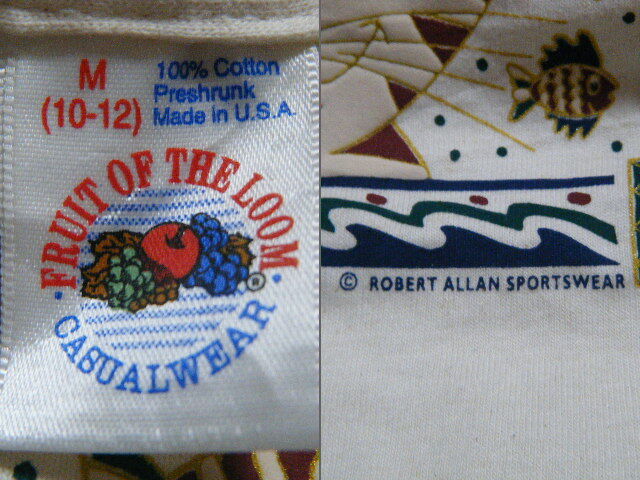 M
(10-12)
100% Cotton
Preshrunk
Made in U.S.A.
FRUIT OF THE LOOM
®
CASUALWEAR
© ROBERT ALLAN SPORTSWEAR